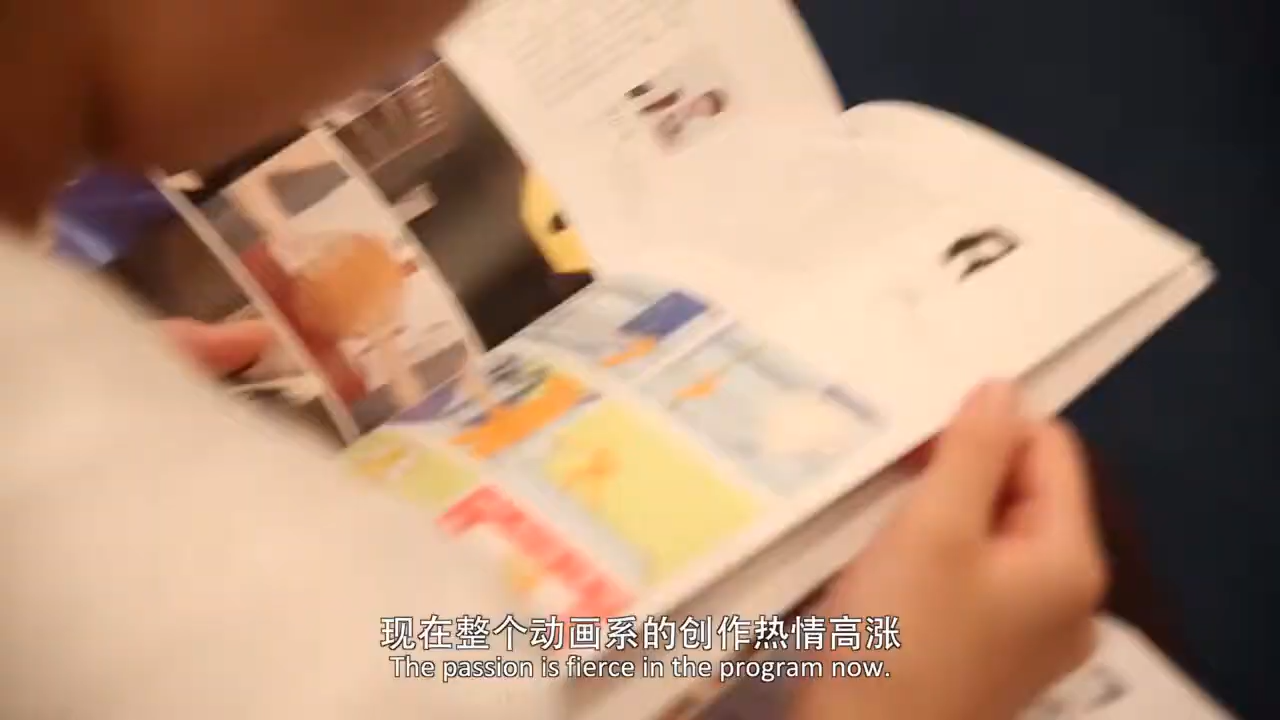 现在整个动画系的创作热情高涨
The passion is fierce in the program now.